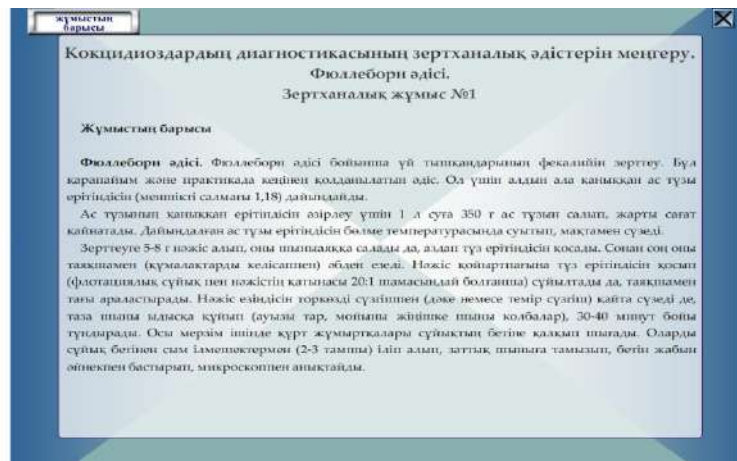 жұмыстың
барысы
Кокцидиоздардың диагностикасының зертханалық әдістерін меңгеру.
Фюллеборн әдісі.
Зертханалық жұмыс №1
Жұмыстың барысы
Фюллеборн әдісі. Фюллеборн әдісі бойынша үй тышқандарының фекалийін зерттеу. Бұл
қарапайым және практикада кеңінен қолданылатын әдіс. Ол үшін алдын ала қаныққан ас тұзы
ерітіндісін (меншікті салмағы 1,18) дайындайды.
Ас тұзының қаныққан ерітіндісін әзірлеу үшін 1 л суға 350 г ас тұзын салып, жарты сағат
қайнатады. Дайындалған ас тұзы ерітіндісін бөлме температурасында суытып, мақтамен сүзеді.
Зерттеуге 5-8 г нәжіс алып, оны шыныаяққа салады да, аздап тұз ерітіндісін қосады. Сонан соң оны
таяқшамен (құмалақтарды келісаппен) әблен езеді. Нәжіс қойыртпағына тұз ерітіндісін қосып
(флотациялық сұйық пен нәжістің қатынасы 20:1 шамасындай болғанша) сұйылтады да, таяқшамен
тағы араластырады. Нәжіс езіндісін торкөзді сүзгішпен (дәке немесе темір сүзгіш) қайта сүзеді де,
таза шыны ыдысқа құйып (аузы тар, мойыны жіңішке шыны колбалар), 30-40 минут бойы
тұндырады. Осы мерзім ішінде құрт жұмыртқалары сұйықтың бетіне қалқып шығады. Оларды
сұйық бетінен сым ілмешектермен (2-3 тамшы) іліп алып, заттық шыныға тамызып, бетін жабын
әйнекпен бастырып, микроскоппен анықтайды.